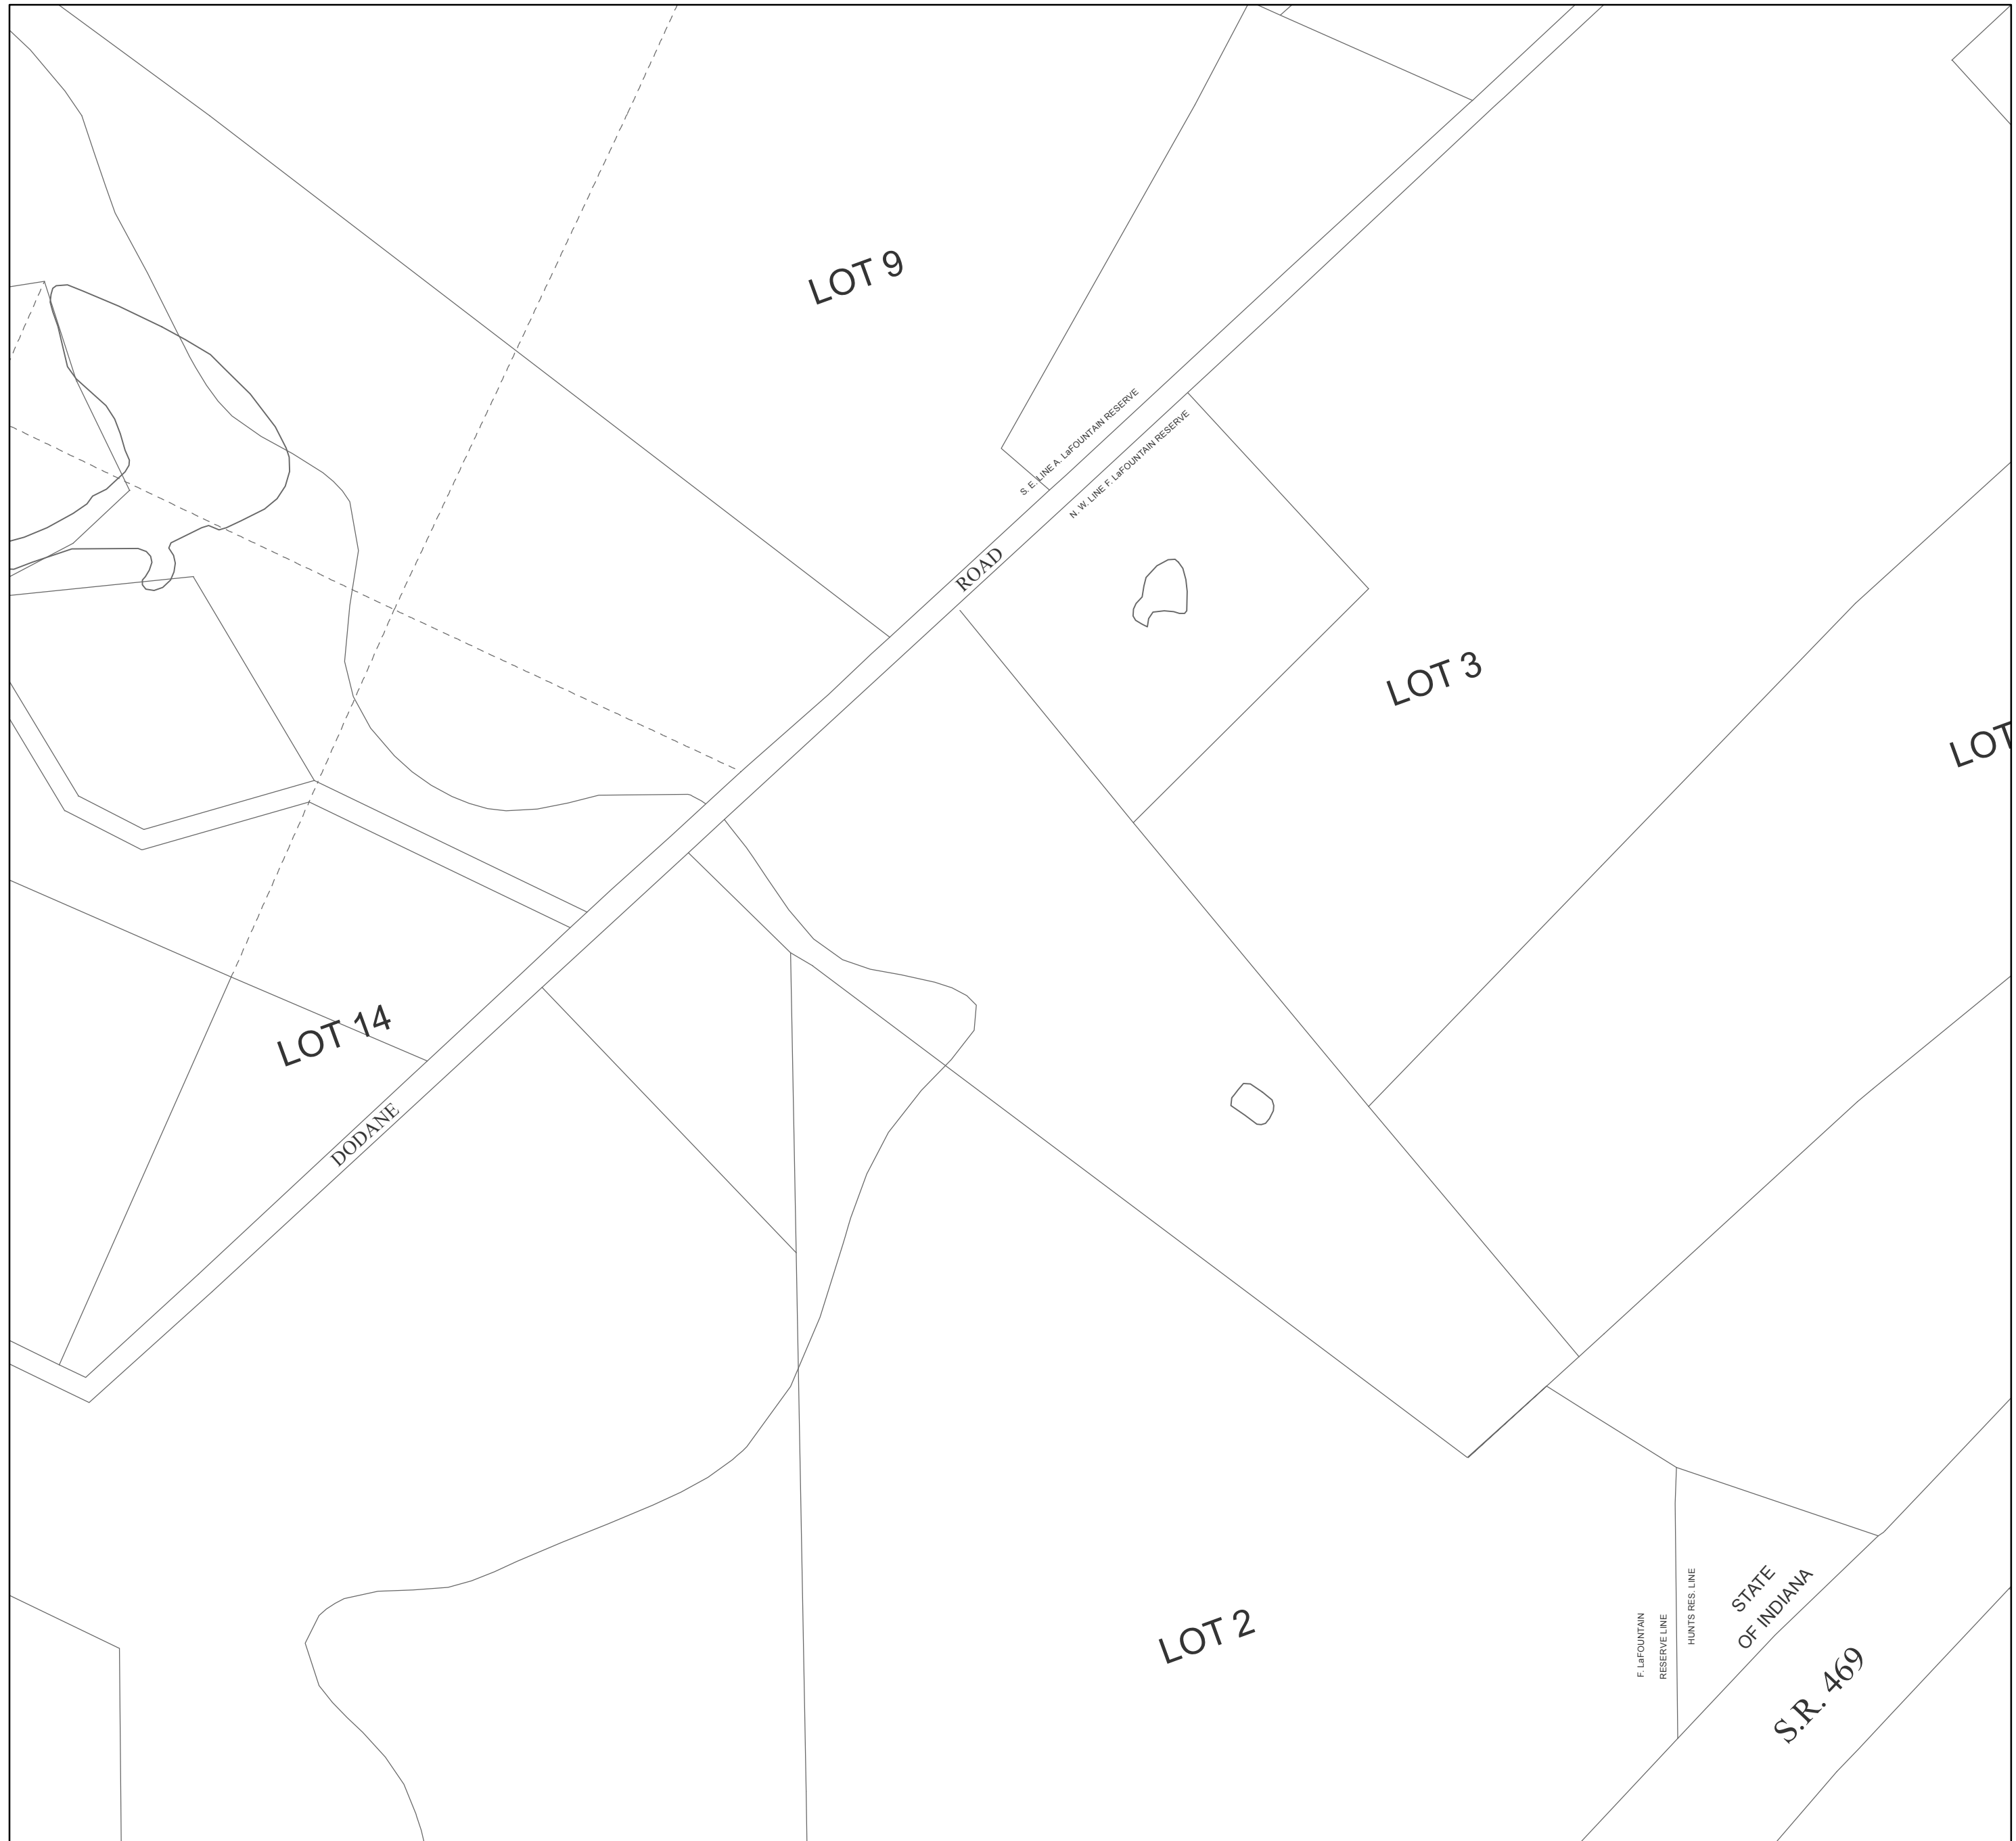 LOT 9
S. E. LINE A. LaFOUNTAIN RESERVE
N. W. LINE F. LaFOUNTAIN RESERVE
ROAD
LOT 3
LOT
LOT 14
DODANE
LOT 2
F. LaFOUNTAIN
RESERVE LINE
HUNTS RES. LINE
STATE
OF INDIANA
S.R. 469